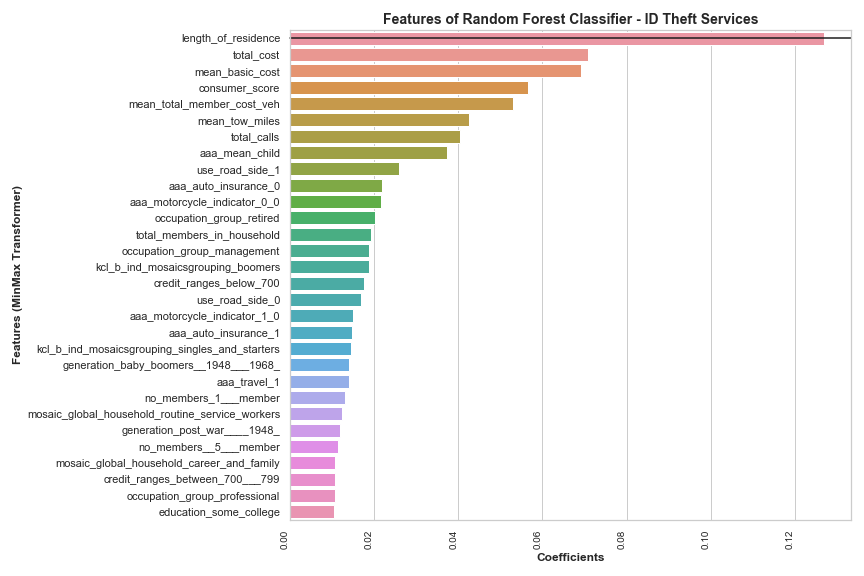 Features of Random Forest Classifier - ID Theft Services
Features (MinMax Transformer)
length_of_residence
total_cost
mean_basic_cost
consumer_score
mean_total_member_cost_veh
mean_tow_miles
total_calls
aaa_mean_child
use_road_side_1
aaa_auto_insurance_0
aaa_motorcycle_indicator_0_0
occupation_group_retired
total_members_in_household
occupation_group_management
kcl_b_ind_mosaicsgrouping_boomers
credit_ranges_below_700
use_road_side_0
aaa_motorcycle_indicator_1_0
aaa_auto_insurance_1
kcl_b_ind_mosaicsgrouping_singles_and_starters
generation_baby_boomers__1948___1968_
aaa_travel_1
no_members_1___member
mosaic_global_household_routine_service_workers
generation_post_war____1948_
no_members__5___member
mosaic_global_household_career_and_family
credit_ranges_between_700___799
occupation_group_professional
education_some_college
0.00
0.02
0.04
0.06
0.08
0.10
0.12
Coefficients